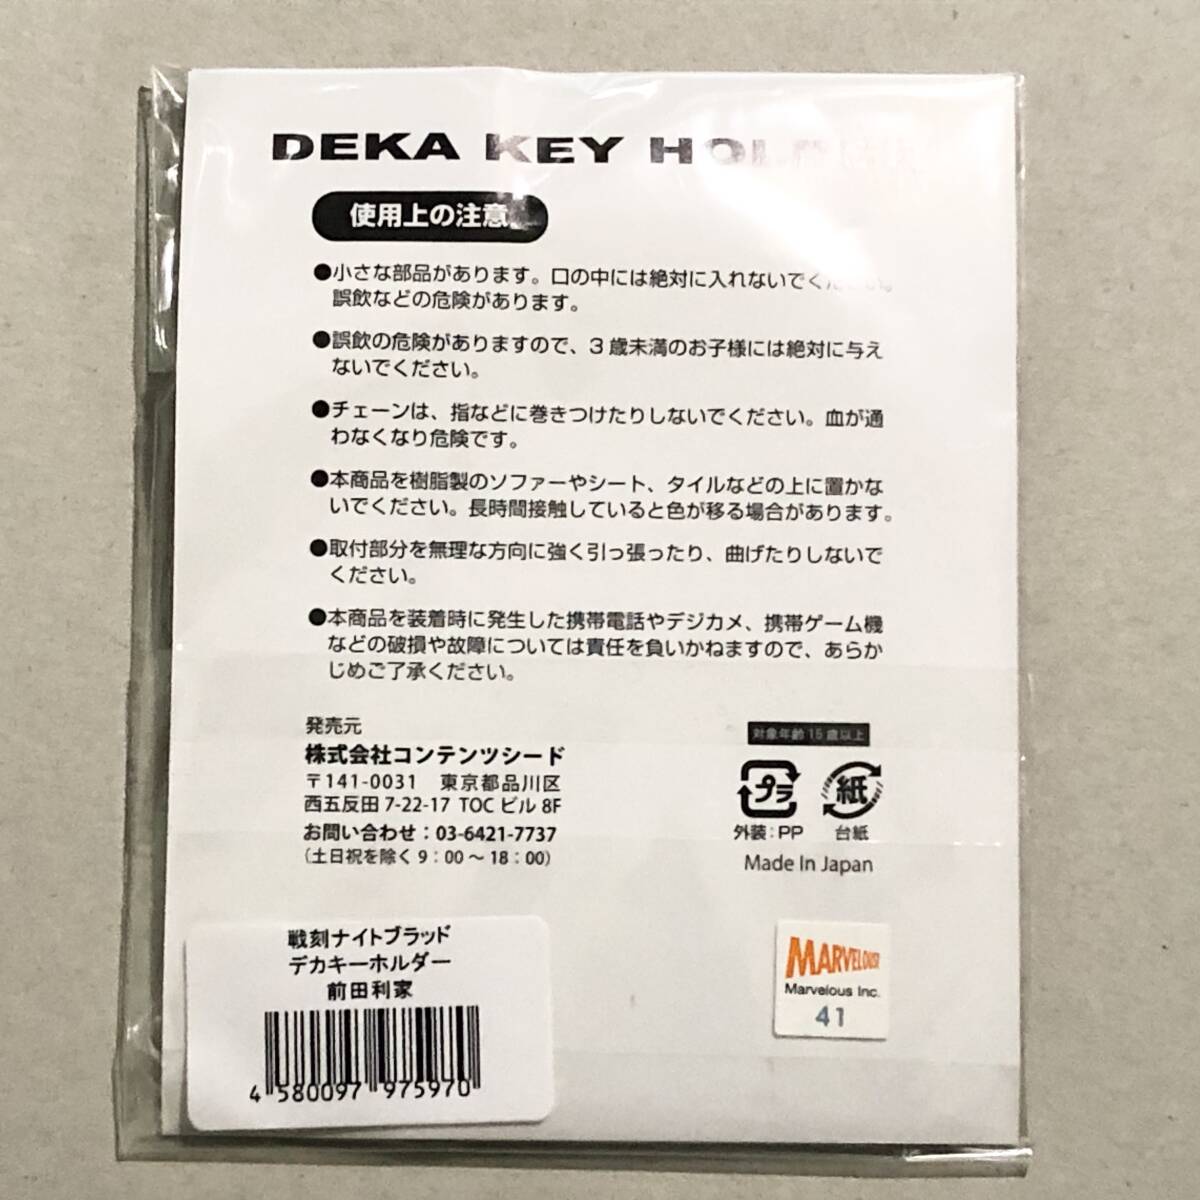 DEKA KEY HOLDER
使用上の注意
●小さな部品があります。口の中には絶対に入れないでください。
誤飲などの危険があります。
●誤飲の危険がありますので、3歳未満のお子様には絶対に与え
ないでください。
●チェーンは、指などに巻きつけたりしないでください。血が通
わなくなり危険です。
●本商品を樹脂製のソファーやシート、タイルなどの上に置かな
いでください。長時間接触していると色が移る場合があります。
●取付部分を無理な方向に強く引っ張ったり、曲げたりしないで
ください。
●本商品を装着時に発生した携帯電話やデジカメ、携帯ゲーム機
などの破損や故障については責任を負いかねますので、あらか
じめご了承ください。
発売元
株式会社コンテンツシード
〒141-0031 東京都品川区
西五反田 7-22-17 TOC ビル 8F
お問い合わせ：03-6421-7737
（土日祝を除く 9：00～18：00）
対象年齢15歳以上
プラ 紙
外装：PP 台紙
Made In Japan
戦刻ナイトブラッド
デカキーホルダー
前田利家
4 580097 975970
MARVELOUS!
Marvelous Inc.
41